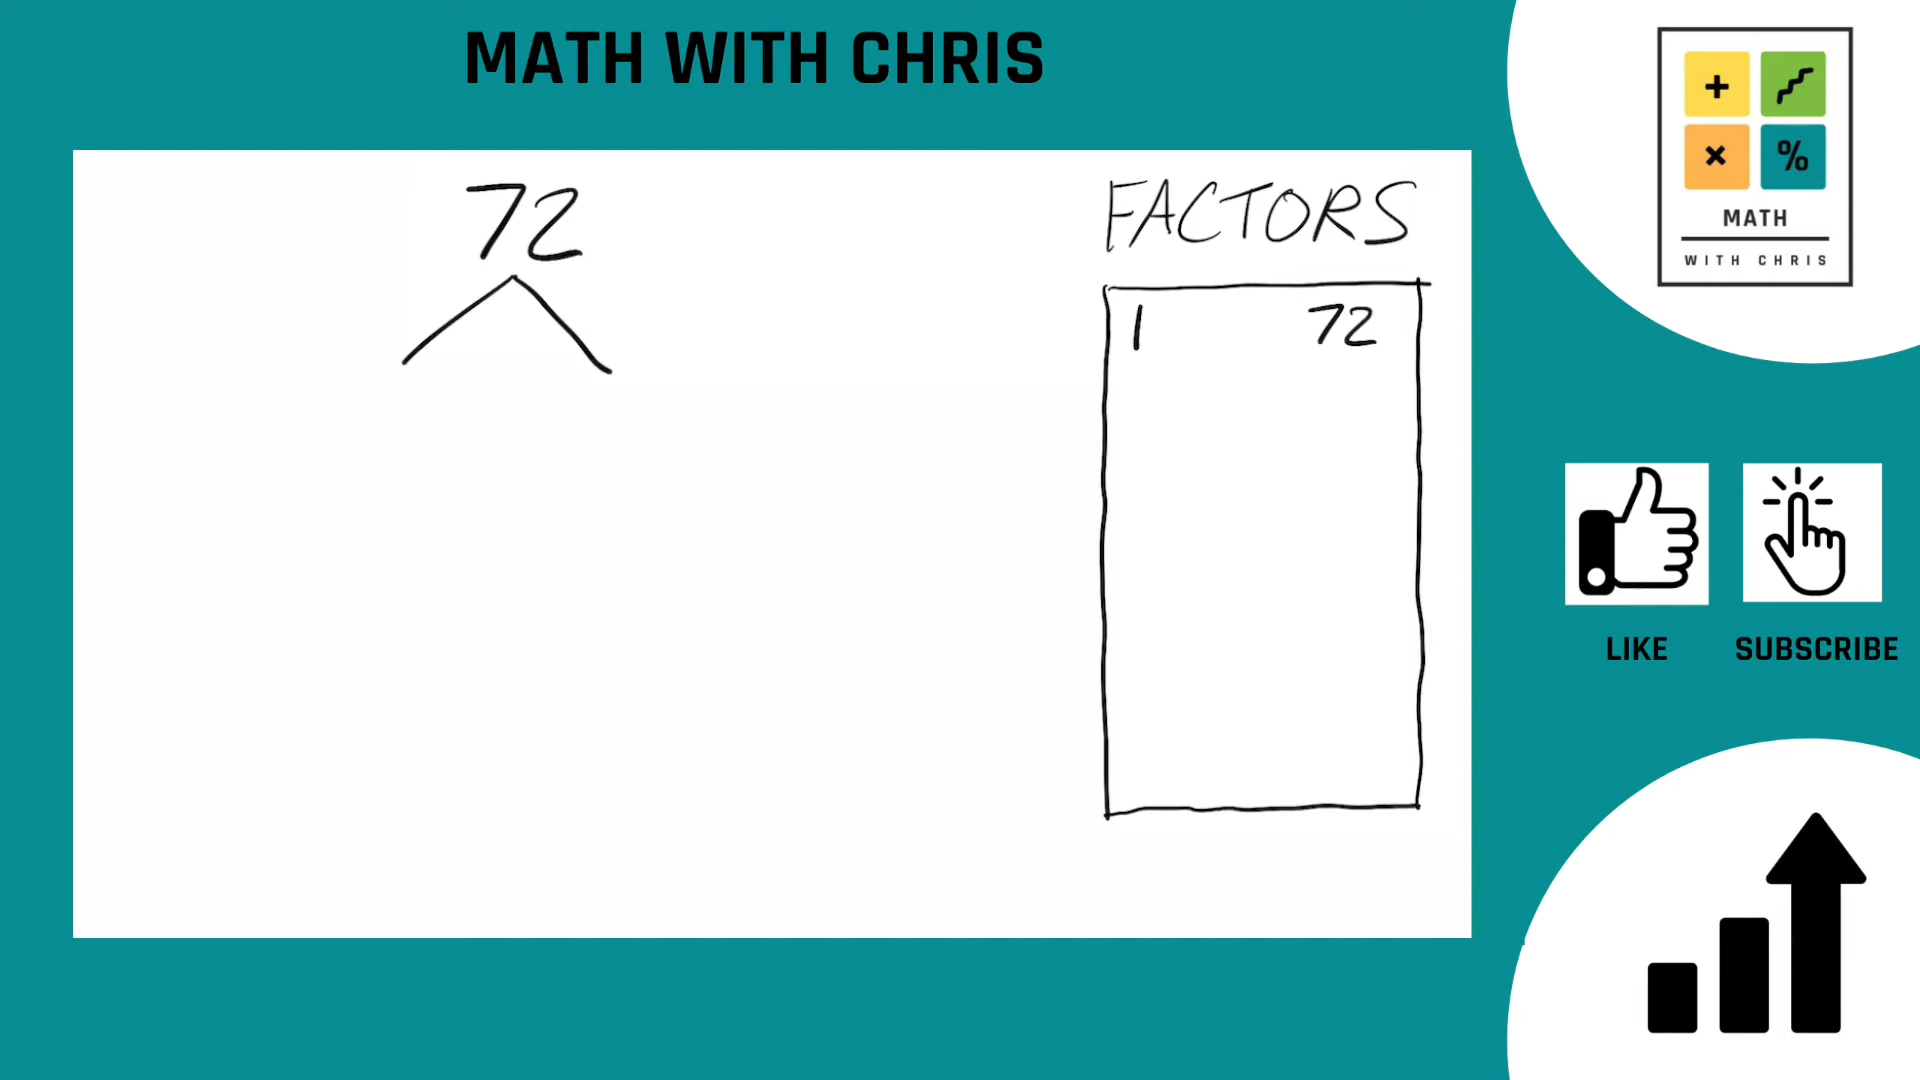 MATH WITH CHRIS
72
FACTORS
1 72
+
×
%
MATH
WITH CHRIS
LIKE
SUBSCRIBE